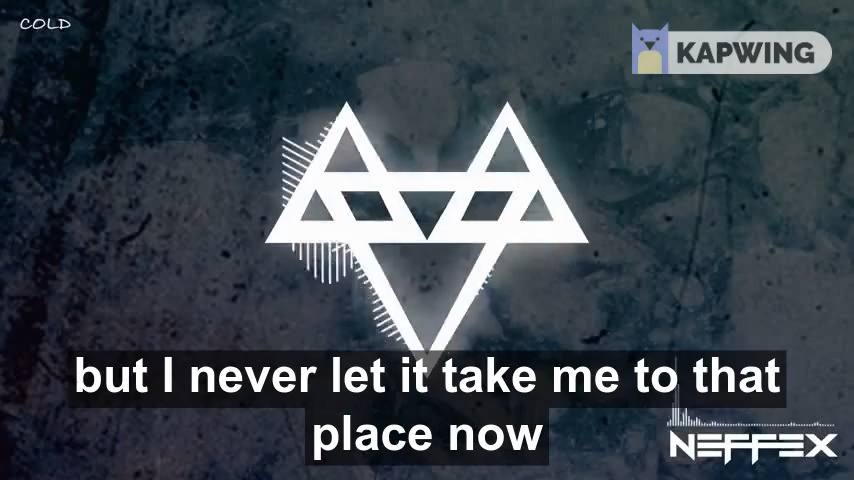 COLD
KAPWING
but I never let it take me to that
place now
NEFFEX